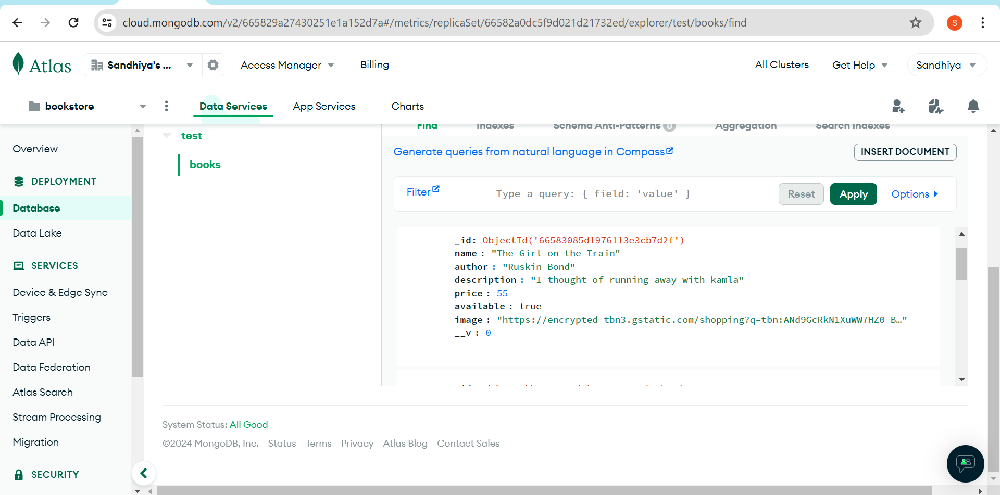 cloud.mongodb.com/v2/665829a27430251e1a152d7a#/metrics/replicaSet/66582a0dc5f9d021d21732ed/explorer/test/books/find
S
Atlas
Sandhiya's ...
Access Manager
Billing
All Clusters
Get Help
Sandhiya
bookstore
Data Services
App Services
Charts
Overview
DEPLOYMENT
Database
Data Lake
SERVICES
Device & Edge Sync
Triggers
Data API
Data Federation
Atlas Search
Stream Processing
Migration
SECURITY
test
books
Find
Indexes
Schema Anti-Patterns 0
Aggregation
Search Indexes
Generate queries from natural language in Compass
INSERT DOCUMENT
Filter
Type a query: { field: 'value' }
Reset
Apply
Options
_id: ObjectId('66583085d1976113e3cb7d2f')
name : "The Girl on the Train"
author : "Ruskin Bond"
description : "I thought of running away with kamla"
price : 55
available : true
image : "https://encrypted-tbn3.gstatic.com/shopping?q=tbn:ANd9GcRkN1XuWW7HZ0-B…"
__v : 0
System Status: All Good
©2024 MongoDB, Inc. Status Terms Privacy Atlas Blog Contact Sales